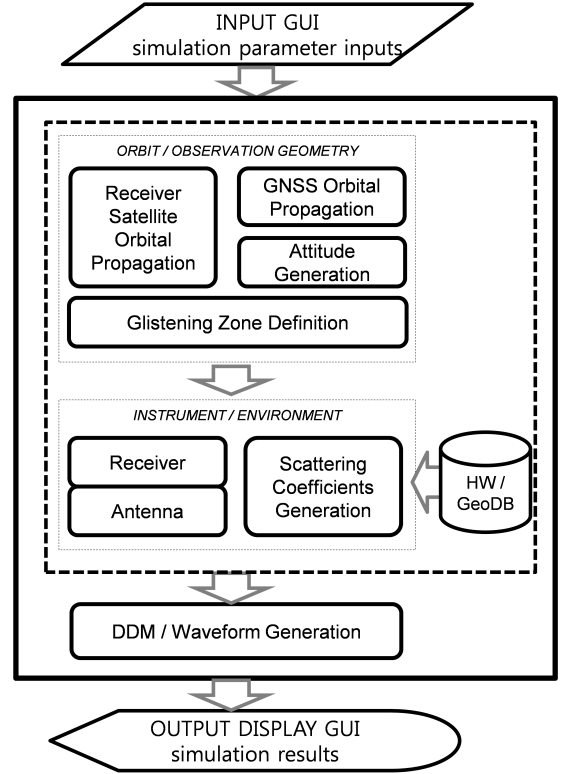 INPUT GUI
simulation parameter inputs
ORBIT / OBSERVATION GEOMETRY
Receiver
Satellite
Orbital
Propagation
GNSS Orbital
Propagation
Attitude
Generation
Glistening Zone Definition
INSTRUMENT / ENVIRONMENT
Receiver
Antenna
Scattering
Coefficients
Generation
HW /
GeoDB
DDM / Waveform Generation
OUTPUT DISPLAY GUI
simulation results